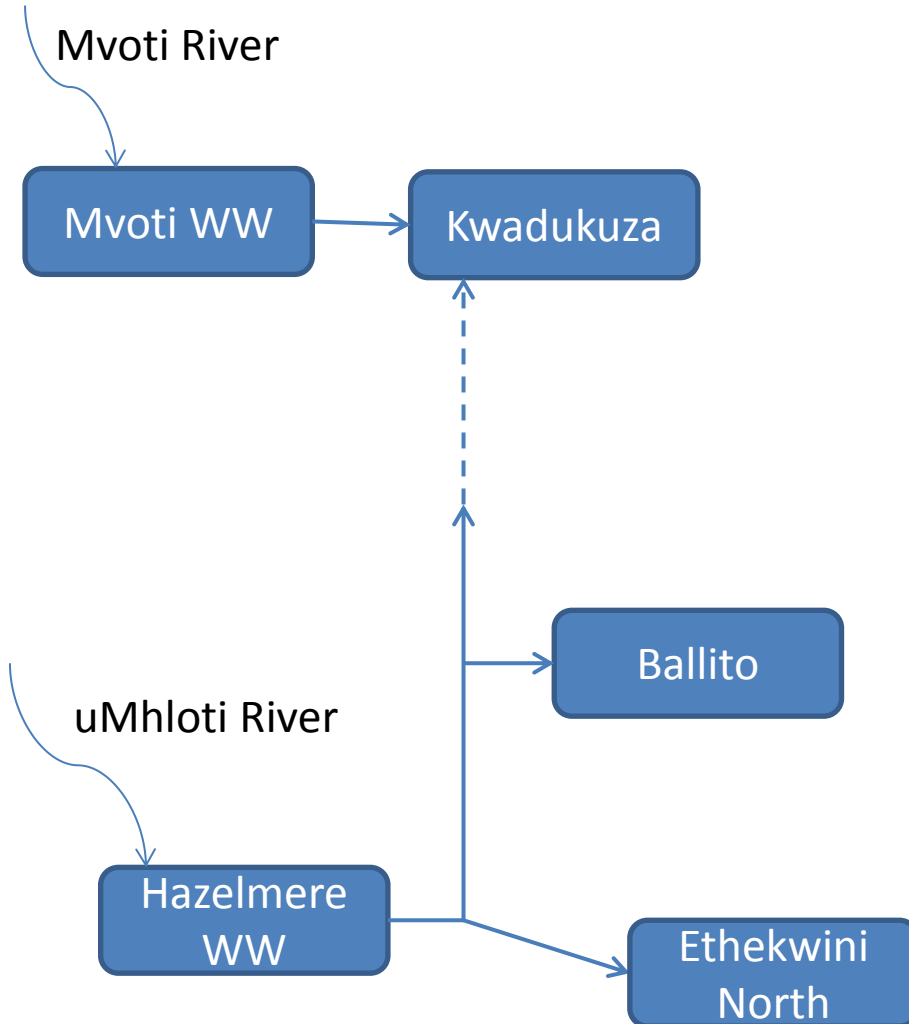 Mvoti River
Mvoti WW
Kwadukuza
Ballito
uMhloti River
Hazelmere
WW
Ethekwini
North